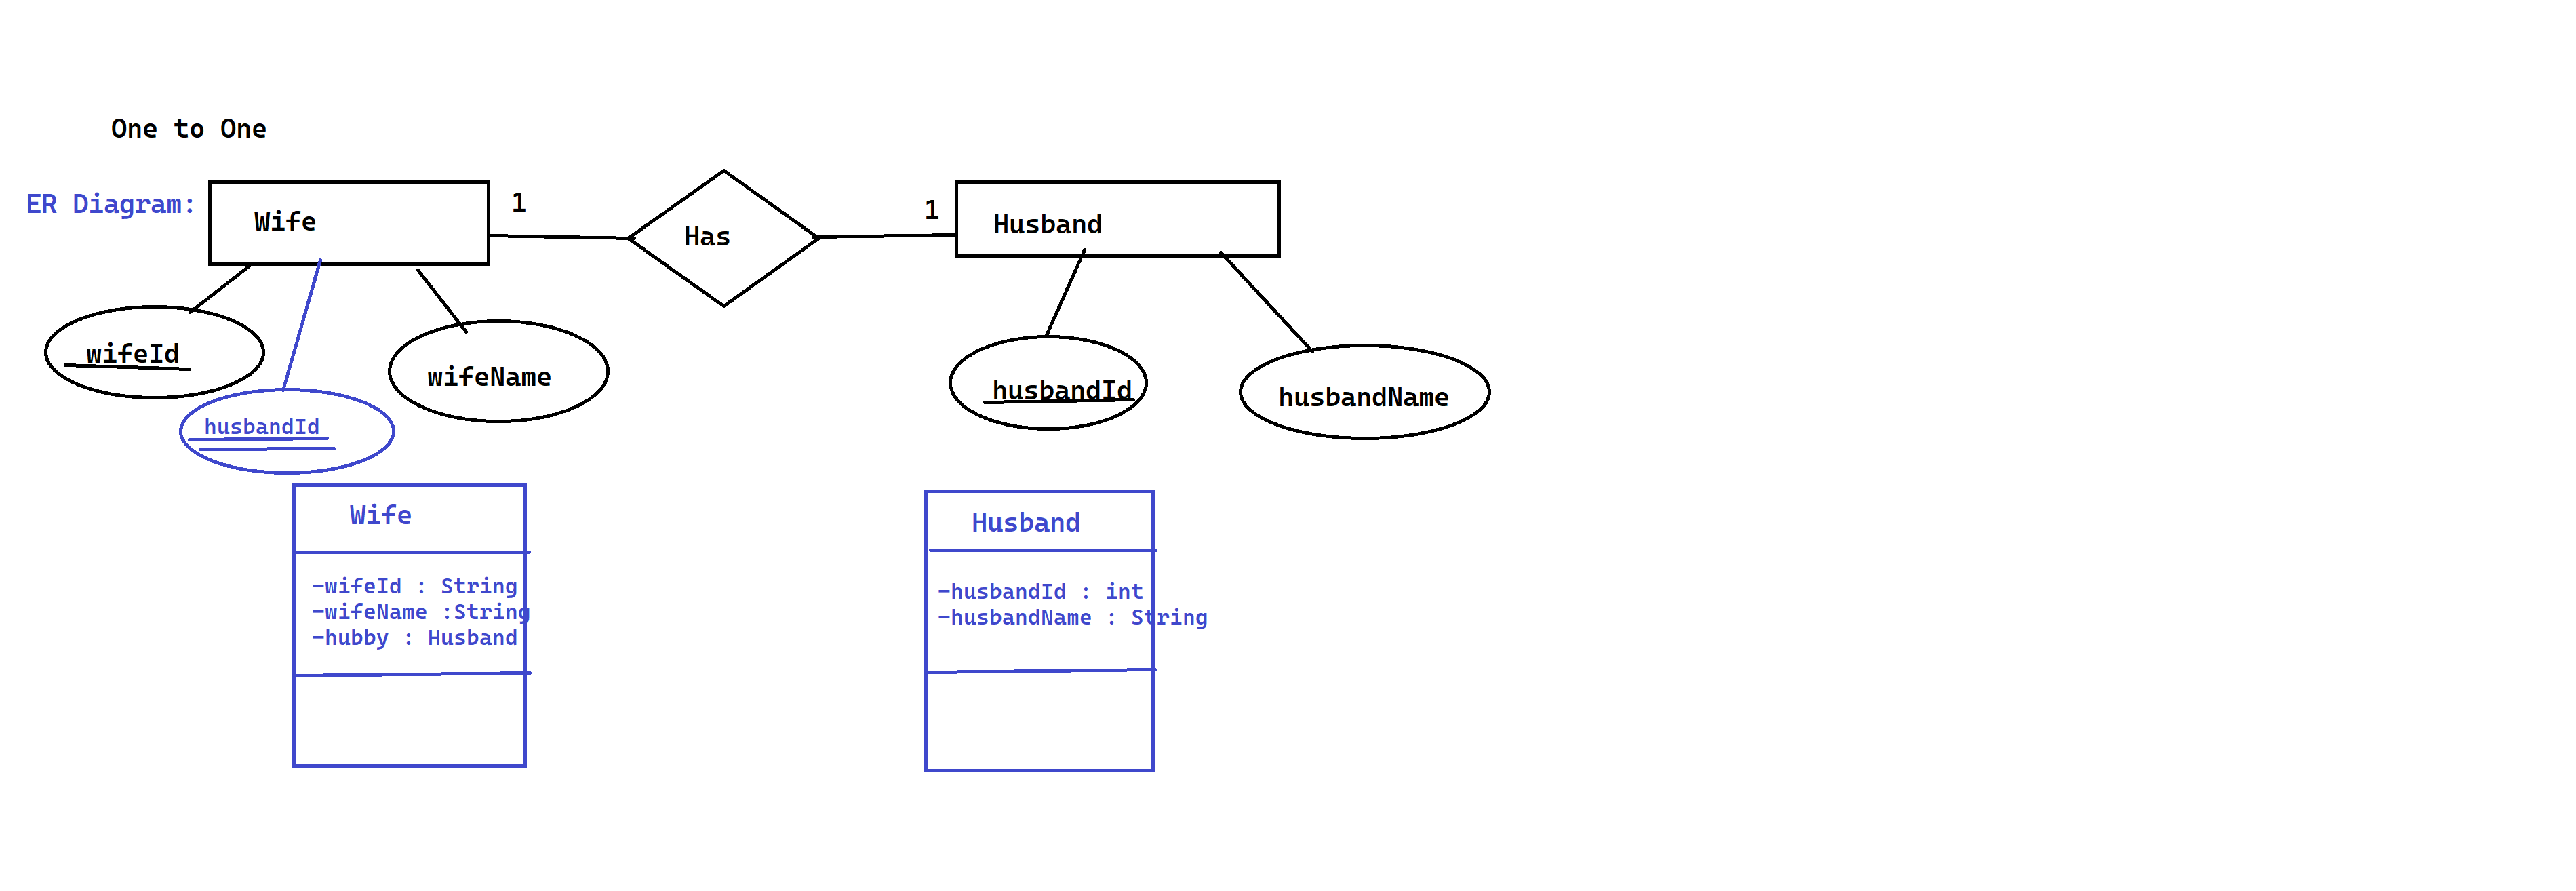 One to One
ER Diagram:
Wife
1
Has
1
Husband
wifeId
husbandId
wifeName
husbandId
husbandName
Wife
-wifeId : String
-wifeName :String
-hubby : Husband
Husband
-husbandId : int
-husbandName : String